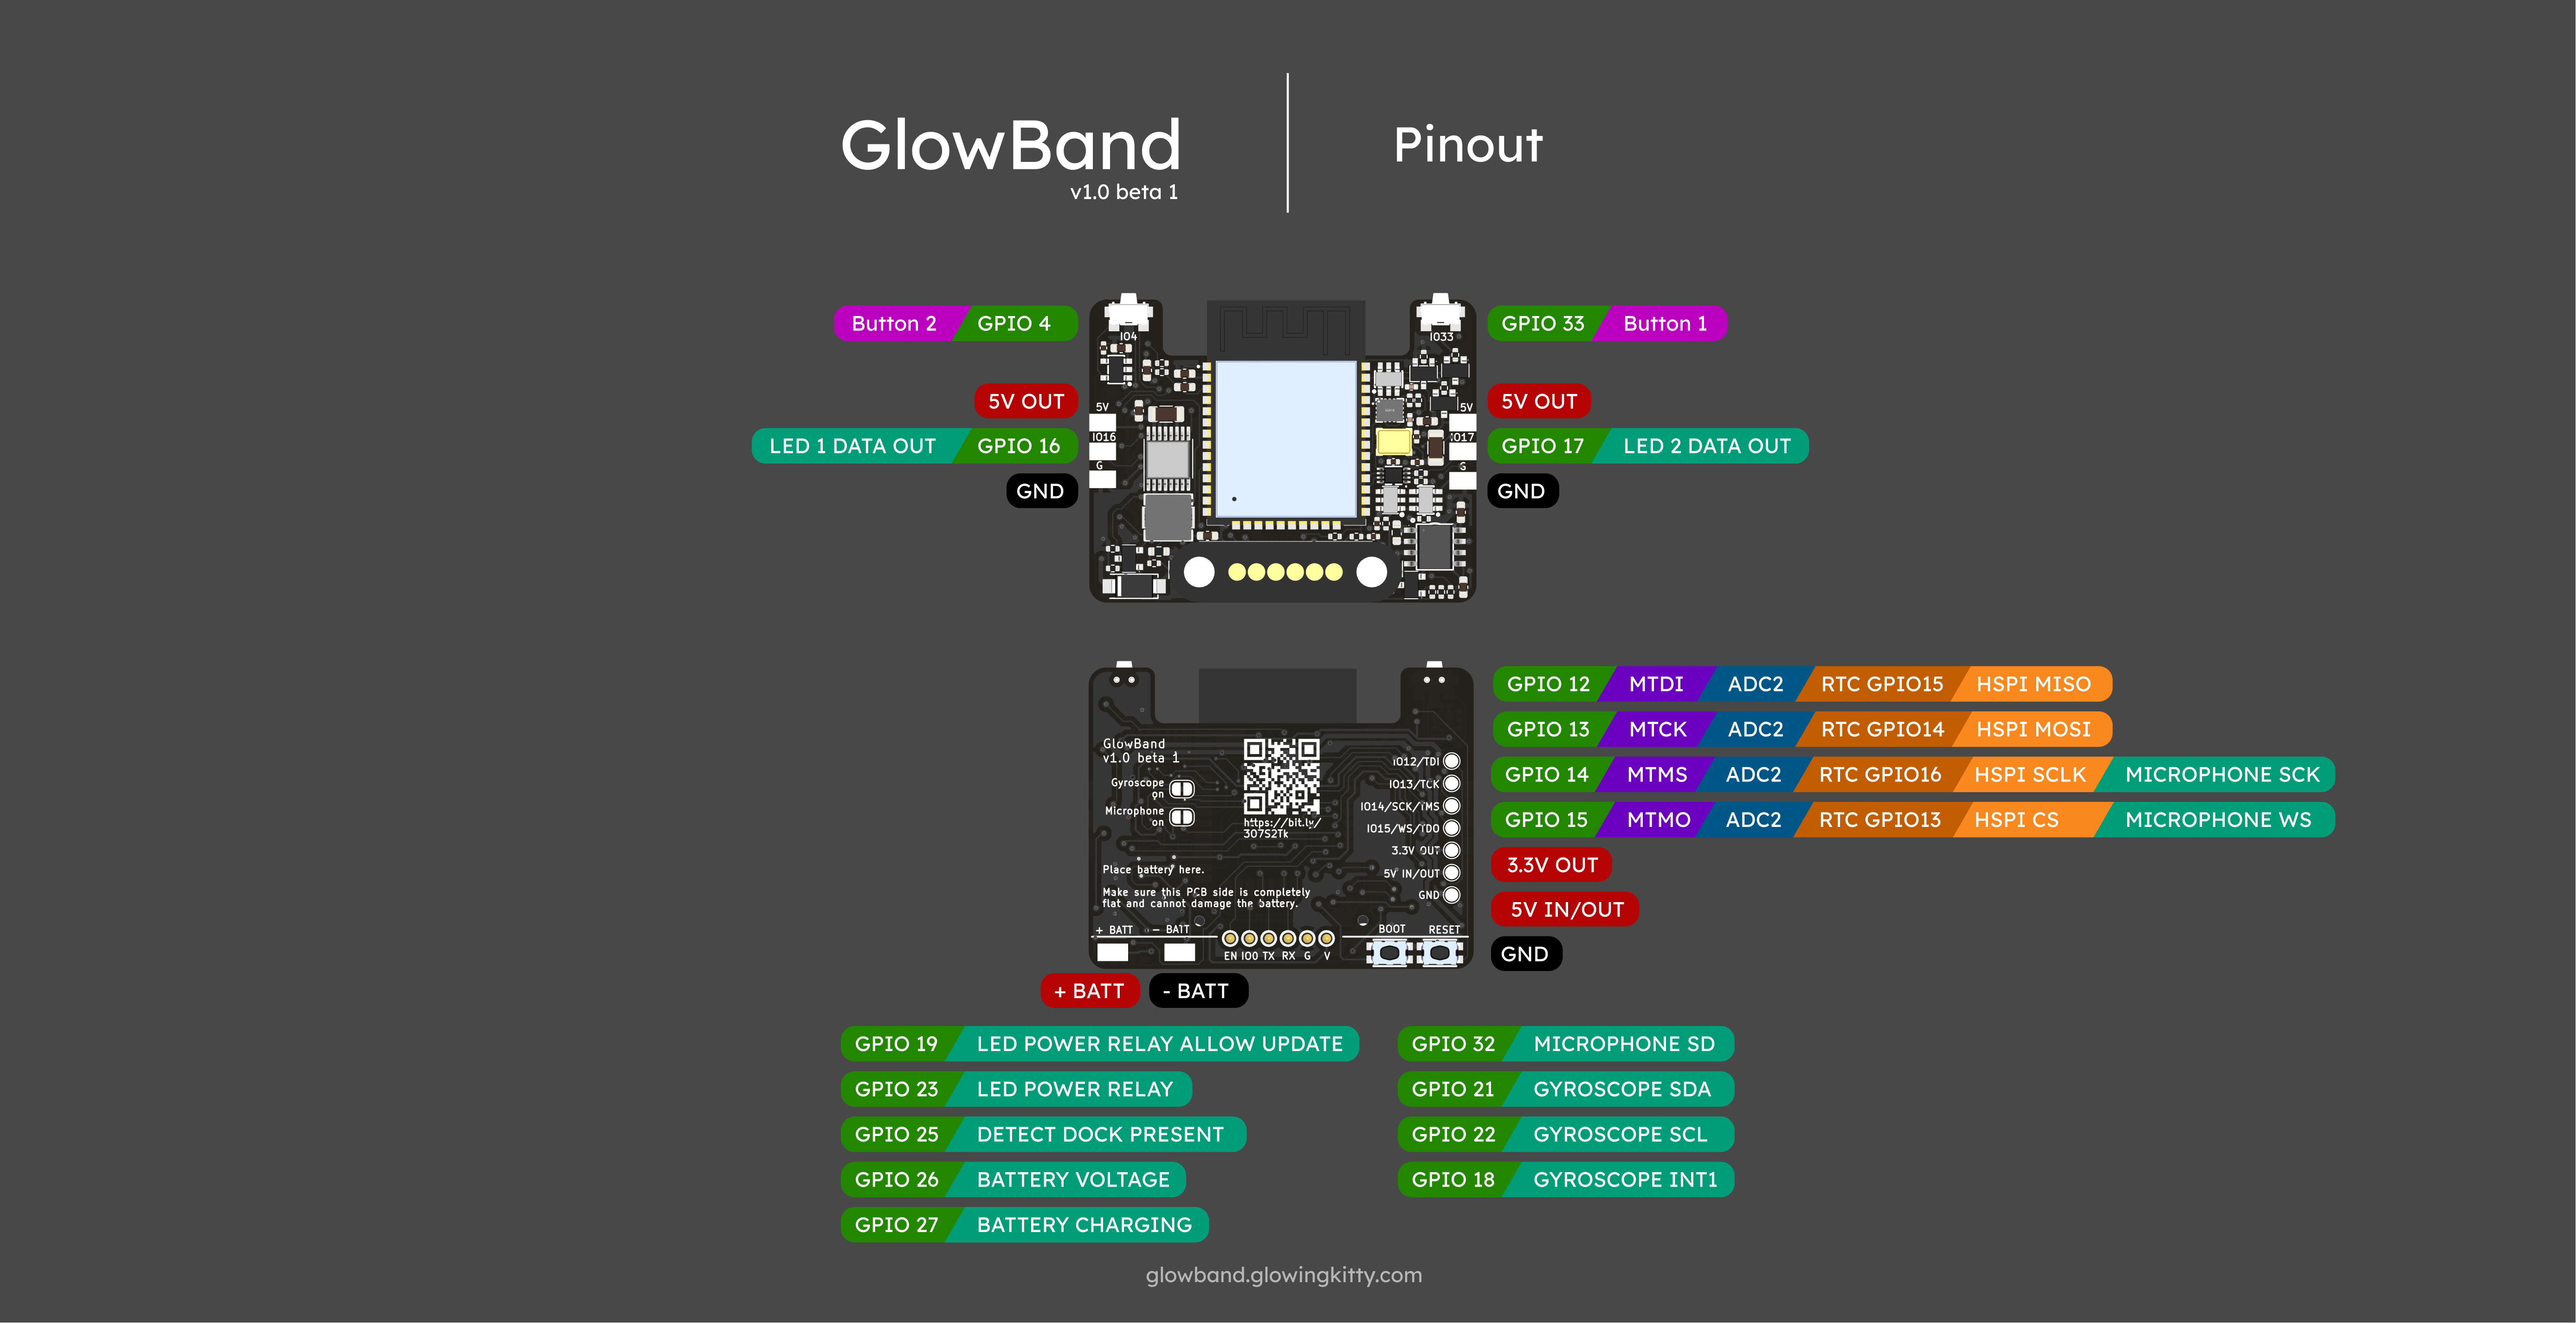 GlowBand
v1.0 beta 1
Pinout
Button 2 GPIO 4
IO4
IO33
GPIO 33 Button 1
5V OUT
5V
5V
5V OUT
LED 1 DATA OUT GPIO 16
IO16
IO17
GPIO 17 LED 2 DATA OUT
GND
G
G
GND
GlowBand
v1.0 beta 1
Gyroscope
on
Microphone
on
https://bit.ly/
3O7S2Tk
Place battery here.
Make sure this PCB side is completely
flat and cannot damage the battery.
+ BATT - BATT
EN IO0 TX RX G V
BOOT RESET
IO12/TDI
IO13/TCK
IO14/SCK/TMS
IO15/WS/TDO
3.3V OUT
5V IN/OUT
GND
GPIO 12 MTDI ADC2 RTC GPIO15 HSPI MISO
GPIO 13 MTCK ADC2 RTC GPIO14 HSPI MOSI
GPIO 14 MTMS ADC2 RTC GPIO16 HSPI SCLK MICROPHONE SCK
GPIO 15 MTMO ADC2 RTC GPIO13 HSPI CS MICROPHONE WS
3.3V OUT
5V IN/OUT
GND
+ BATT - BATT
GPIO 19 LED POWER RELAY ALLOW UPDATE
GPIO 23 LED POWER RELAY
GPIO 25 DETECT DOCK PRESENT
GPIO 26 BATTERY VOLTAGE
GPIO 27 BATTERY CHARGING
GPIO 32 MICROPHONE SD
GPIO 21 GYROSCOPE SDA
GPIO 22 GYROSCOPE SCL
GPIO 18 GYROSCOPE INT1
glowband.glowingkitty.com